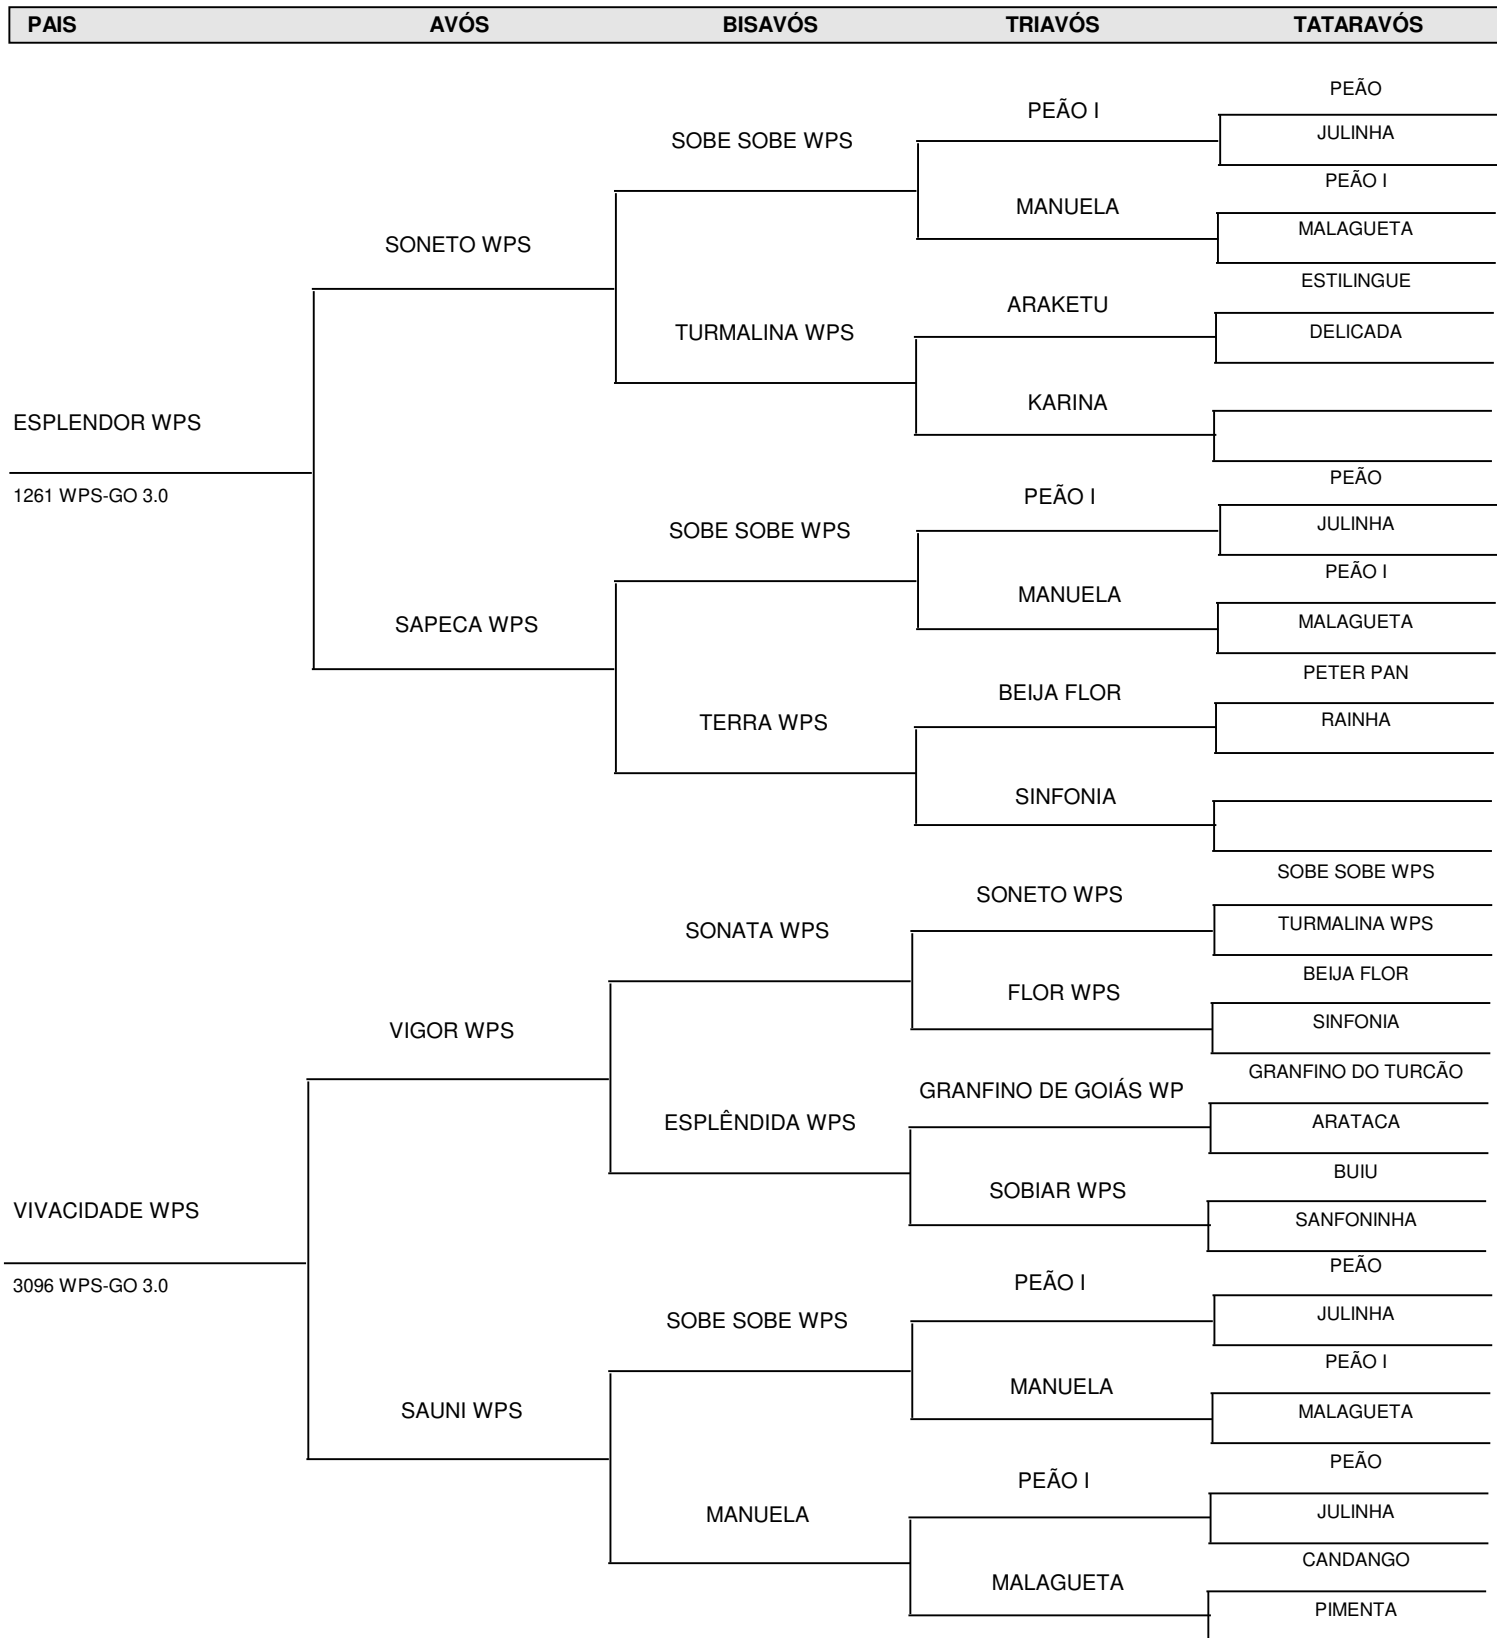 PAIS AVÓS BISAVÓS TRIAVÓS TATARAVÓS
PEÃO
PEÃO I
JULINHA
SOBE SOBE WPS
PEÃO I
MANUELA
MALAGUETA
SONETO WPS
ESTILINGUE
ARAKETU
TURMALINA WPS
DELICADA
KARINA
ESPLENDOR WPS
PEÃO
1261 WPS-GO 3.0
PEÃO I
JULINHA
SOBE SOBE WPS
PEÃO I
MANUELA
MALAGUETA
SAPECA WPS
PETER PAN
BEIJA FLOR
RAINHA
TERRA WPS
SINFONIA
SOBE SOBE WPS
SONETO WPS
TURMALINA WPS
SONATA WPS
BEIJA FLOR
FLOR WPS
SINFONIA
VIGOR WPS
GRANFINO DO TURCÃO
GRANFINO DE GOIÁS WP
ARATACA
ESPLÊNDIDA WPS
BUIU
SOBIAR WPS
VIVACIDADE WPS
SANFONINHA
PEÃO
3096 WPS-GO 3.0
PEÃO I
JULINHA
SOBE SOBE WPS
PEÃO I
MANUELA
MALAGUETA
SAUNI WPS
PEÃO
PEÃO I
JULINHA
MANUELA
CANDANGO
MALAGUETA
PIMENTA